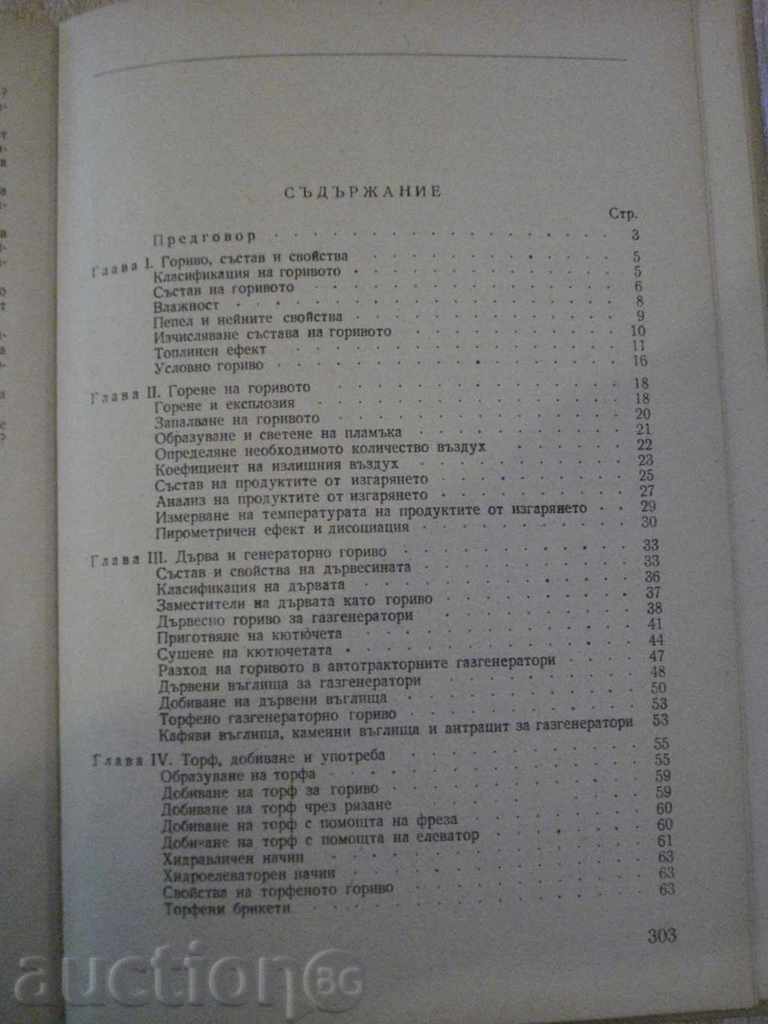 СЪДЪРЖАНИЕ
Стр.
Предговор 3
Глава I. Гориво, състав и свойства 5
Класификация на горивото 5
Състав на горивото 6
Влажност 8
Пепел и нейните свойства 9
Изчисляване състава на горивото 10
Топлинен ефект 11
Условно гориво 16
Глава II. Горене на горивото 18
Горене и експлозия 18
Запалване на горивото 20
Образуване и светене на пламъка 21
Определяне необходимото количество въздух 22
Коефициент на излишния въздух 23
Състав на продуктите от изгарянето 25
Анализ на продуктите от изгарянето 27
Измерване на температурата на продуктите от изгарянето 29
Пирометричен ефект и дисоциация 30
Глава III. Дърва и генераторно гориво 33
Състав и свойства на дървесината 33
Класификация на дървата 36
Заместители на дървата като гориво 37
Дървесно гориво за газгенератори 38
Приготвяне на кютючета 41
Сушене на кютючетата 44
Разход на горивото в автотракторните газгенератори 47
Дървени въглища за газгенератори 48
Добиване на дървени въглища 50
Торфено газгенераторно гориво 53
Кафяви въглища, каменни въглища и антрацит за газгенератори 53
Глава IV. Торф, добиване и употреба 55
Образуване на торфа 55
Добиване на торф за гориво 59
Добиване на торф чрез рязане 59
Добиване на торф с помощта на фреза 60
Добиване на торф с помощта на елеватор 60
Хидравличен начин 61
Хидроелеваторен начин 63
Свойства на торфеното гориво 63
Торфени брикети 63
303
auctionBG